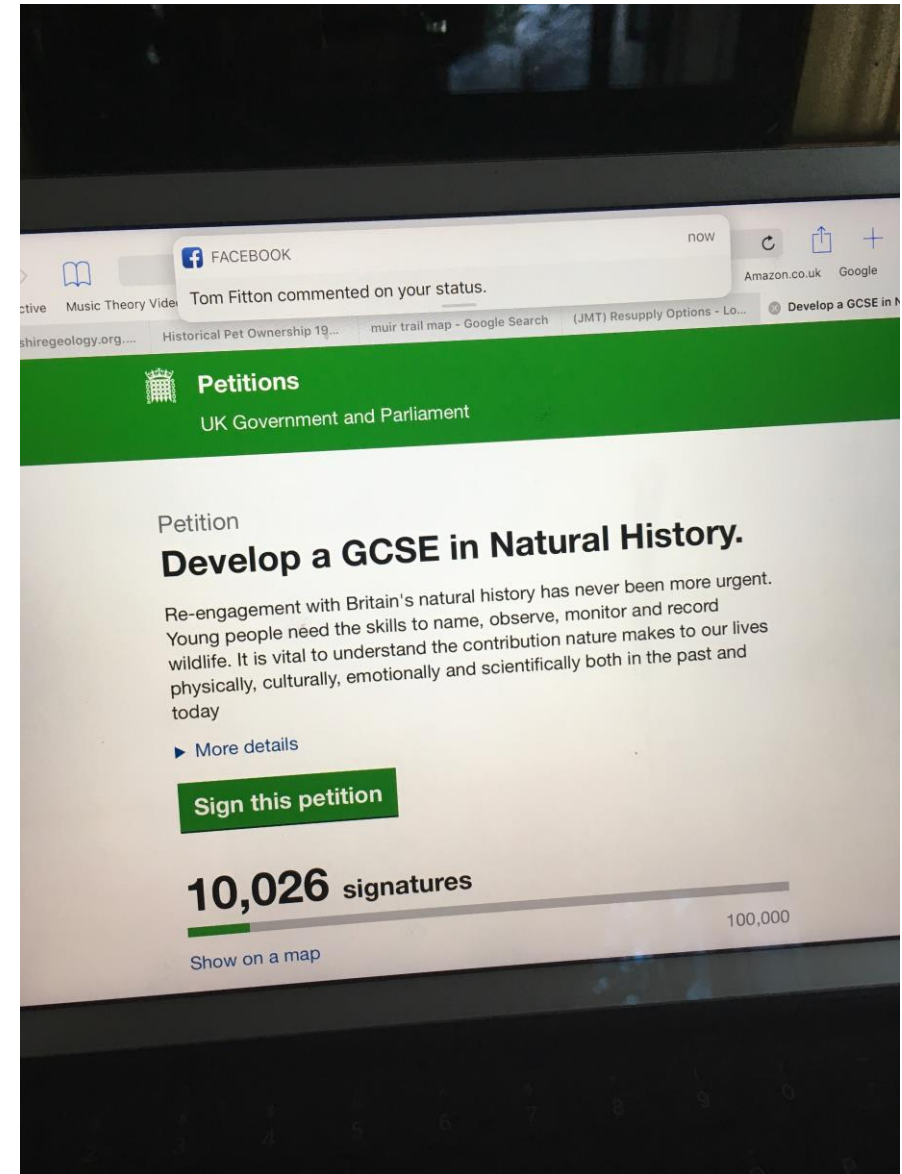 FACEBOOK
now
Tom Fitton commented on your status.
Amazon.co.uk Google
ctive Music Theory Video
shiregeology.org.... Historical Pet Ownership 19... muir trail map - Google Search (JMT) Resupply Options - Lo... Develop a GCSE in N
Petitions
UK Government and Parliament
Petition
Develop a GCSE in Natural History.
Re-engagement with Britain's natural history has never been more urgent.
Young people need the skills to name, observe, monitor and record
wildlife. It is vital to understand the contribution nature makes to our lives
physically, culturally, emotionally and scientifically both in the past and
today
► More details
Sign this petition
10,026 signatures
100,000
Show on a map